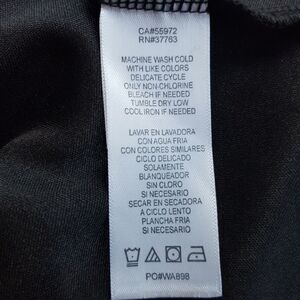 CA#55972
RN#37763
MACHINE WASH COLD
WITH LIKE COLORS
DELICATE CYCLE
ONLY NON-CHLORINE
BLEACH IF NEEDED
TUMBLE DRY LOW
COOL IRON IF NEEDED
LAVAR EN LAVADORA
CON AGUA FRIA
CON COLORES SIMILARES
A CICLO DELICADO
SOLAMENTE
BLANQUEADOR
SIN CLORO
SI NECESARIO
SECAR EN SECADORA
A CICLO LENTO
PLANCHA FRIA
SI NECESARIO
PO#WA898